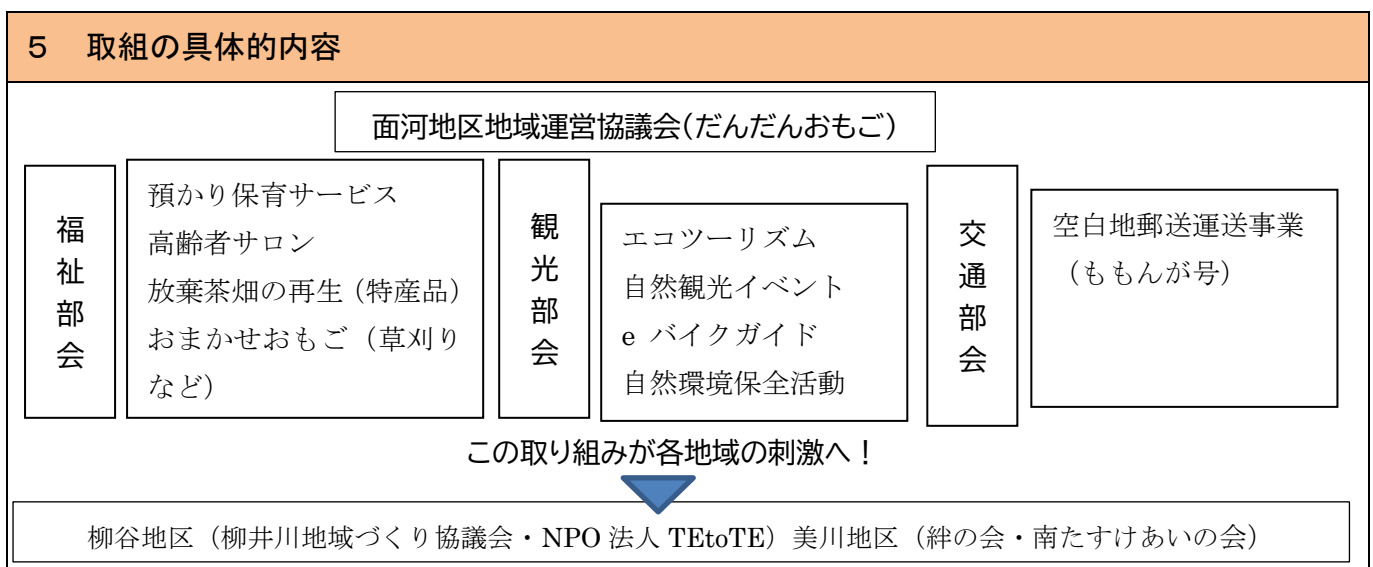 5　取組の具体的内容
面河地区地域運営協議会(だんだんおもご)
福祉部会
預かり保育サービス
高齢者サロン
放棄茶畑の再生（特産品）
おまかせおもご（草刈り
など）
観光部会
エコツーリズム
自然観光イベント
e バイクガイド
自然環境保全活動
交通部会
空白地郵送運送事業
（ももんが号）
この取り組みが各地域の刺激へ！
柳谷地区（柳井川地域づくり協議会・NPO 法人 TEtoTE）美川地区（絆の会・南たすけあいの会）